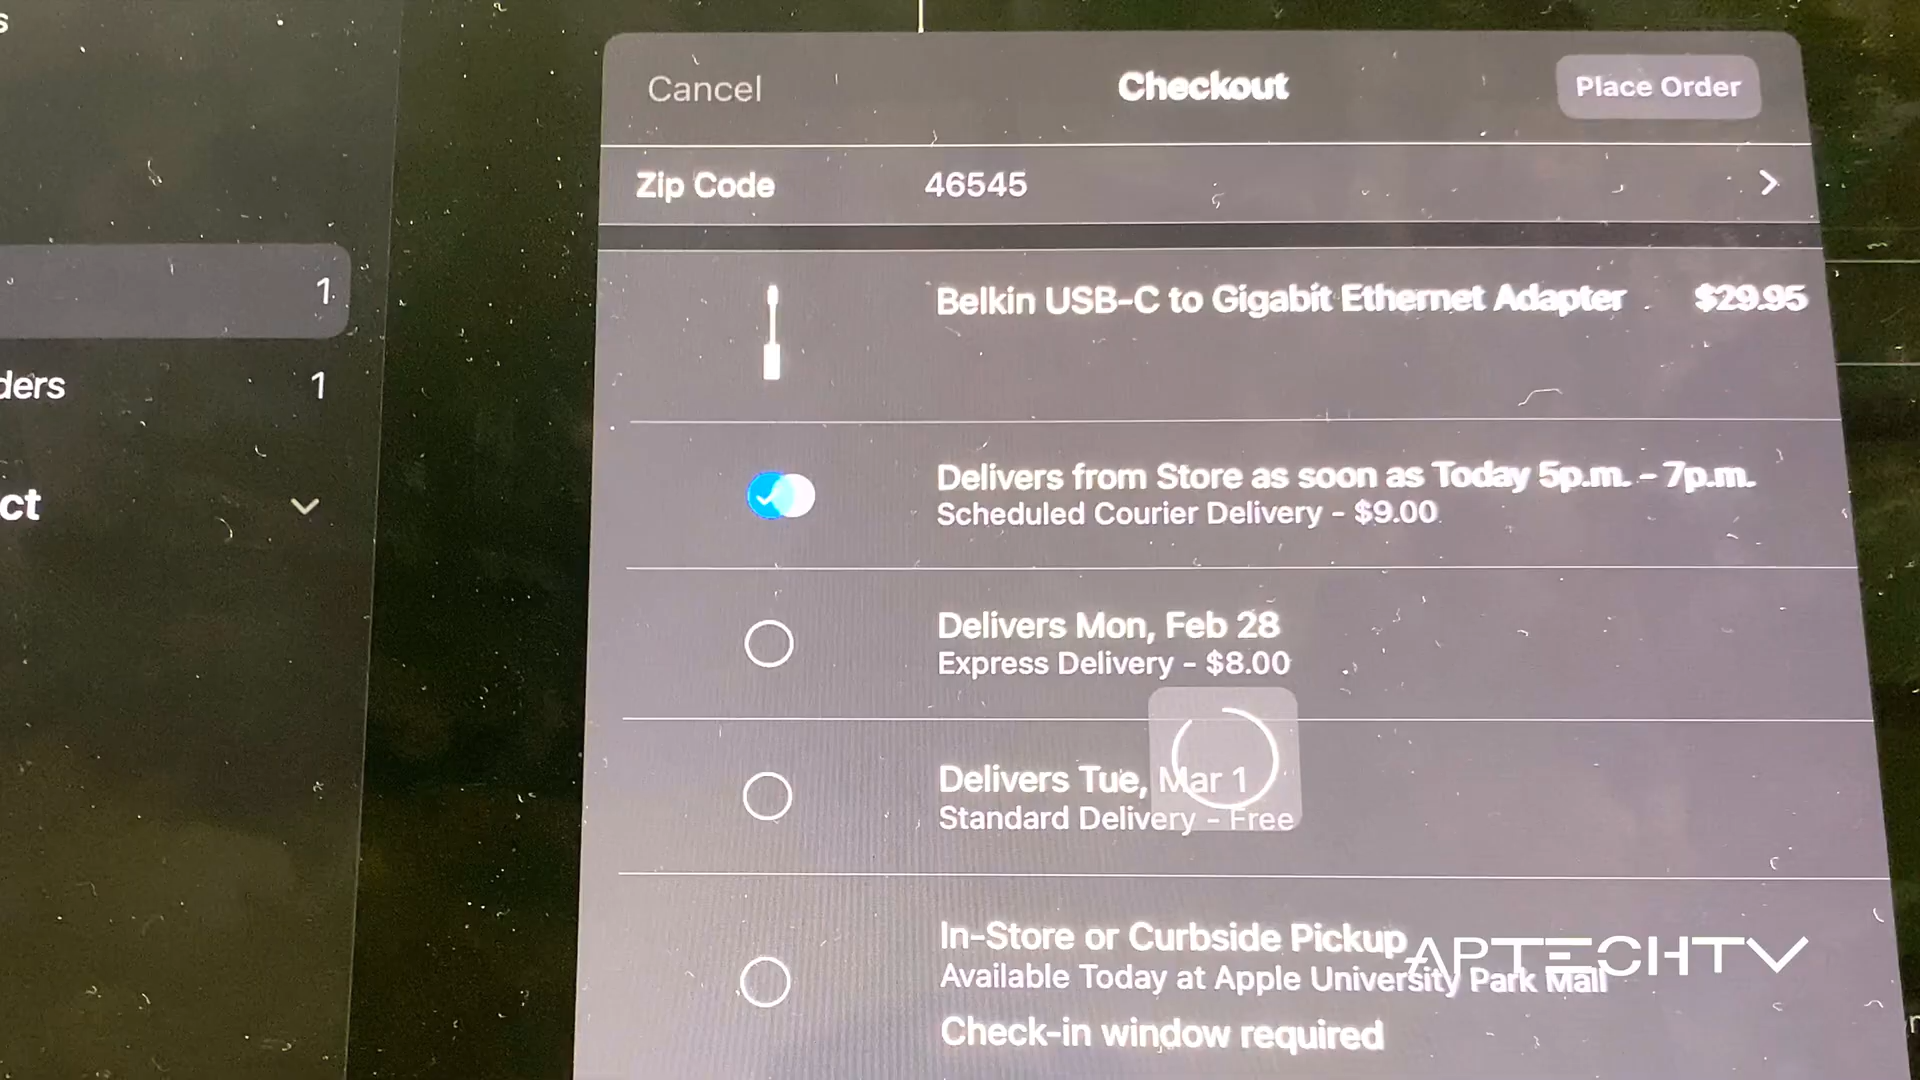 s
Cancel
Checkout
Place Order
Zip Code
46545
1
Belkin USB-C to Gigabit Ethernet Adapter
$29.95
ders
1
Delivers from Store as soon as Today 5p.m. - 7p.m.
Scheduled Courier Delivery - $9.00
ct
Delivers Mon, Feb 28
Express Delivery - $8.00
Delivers Tue, Mar 1
Standard Delivery - Free
In-Store or Curbside Pickup
APTECHTV
Available Today at Apple University Park Mall
Check-in window required